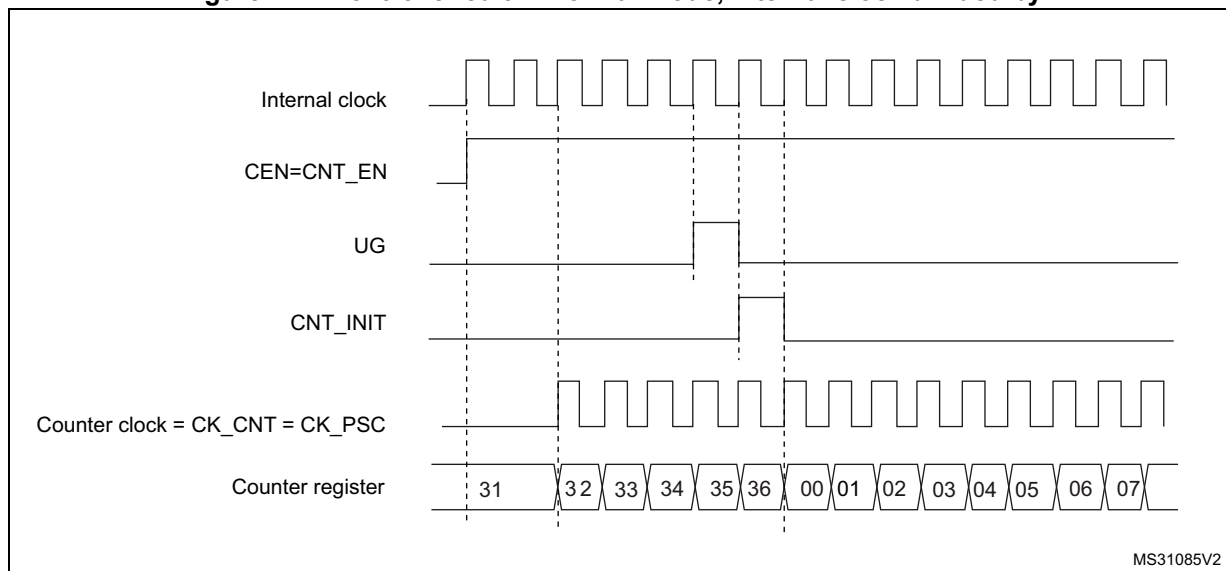 Internal clock
CEN=CNT_EN
UG
CNT_INIT
Counter clock = CK_CNT = CK_PSC
Counter register 31 32 33 34 35 36 00 01 02 03 04 05 06 07
MS31085V2